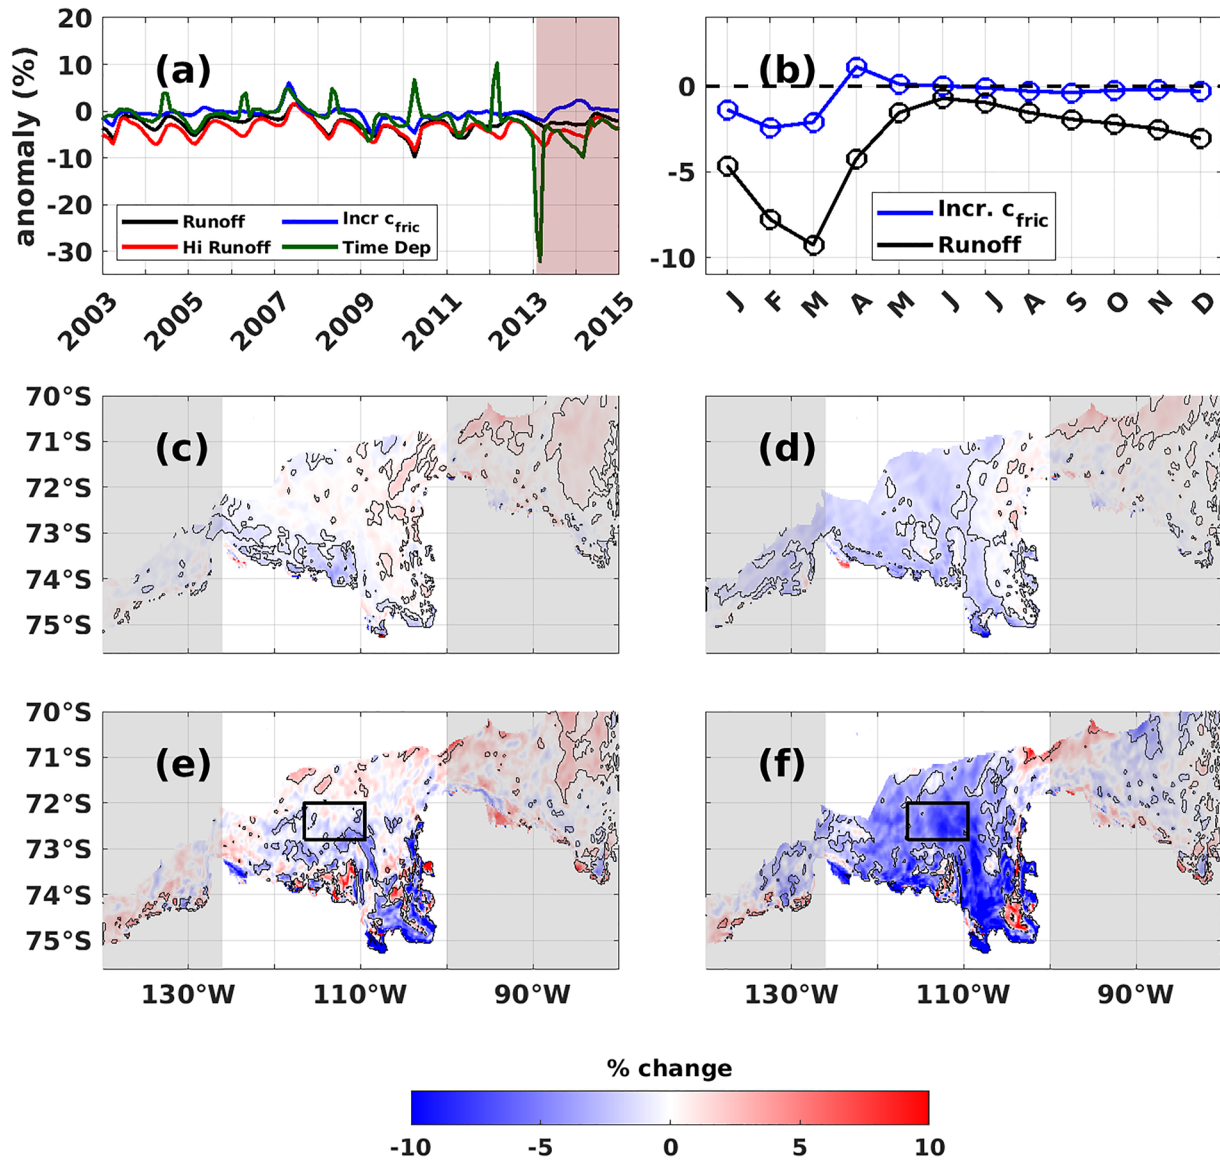 20
10
0
-10
-20
-30
anomaly (%)
(a)
Runoff
Incr c_fric
Hi Runoff
Time Dep
2003
2005
2007
2009
2011
2013
2015
0
-5
-10
(b)
Incr. c_fric
Runoff
J
F
M
A
M
J
J
A
S
O
N
D
70°S
71°S
72°S
73°S
74°S
75°S
(c)
(d)
70°S
71°S
72°S
73°S
74°S
75°S
(e)
(f)
130°W
110°W
90°W
130°W
110°W
90°W
% change
-10
-5
0
5
10